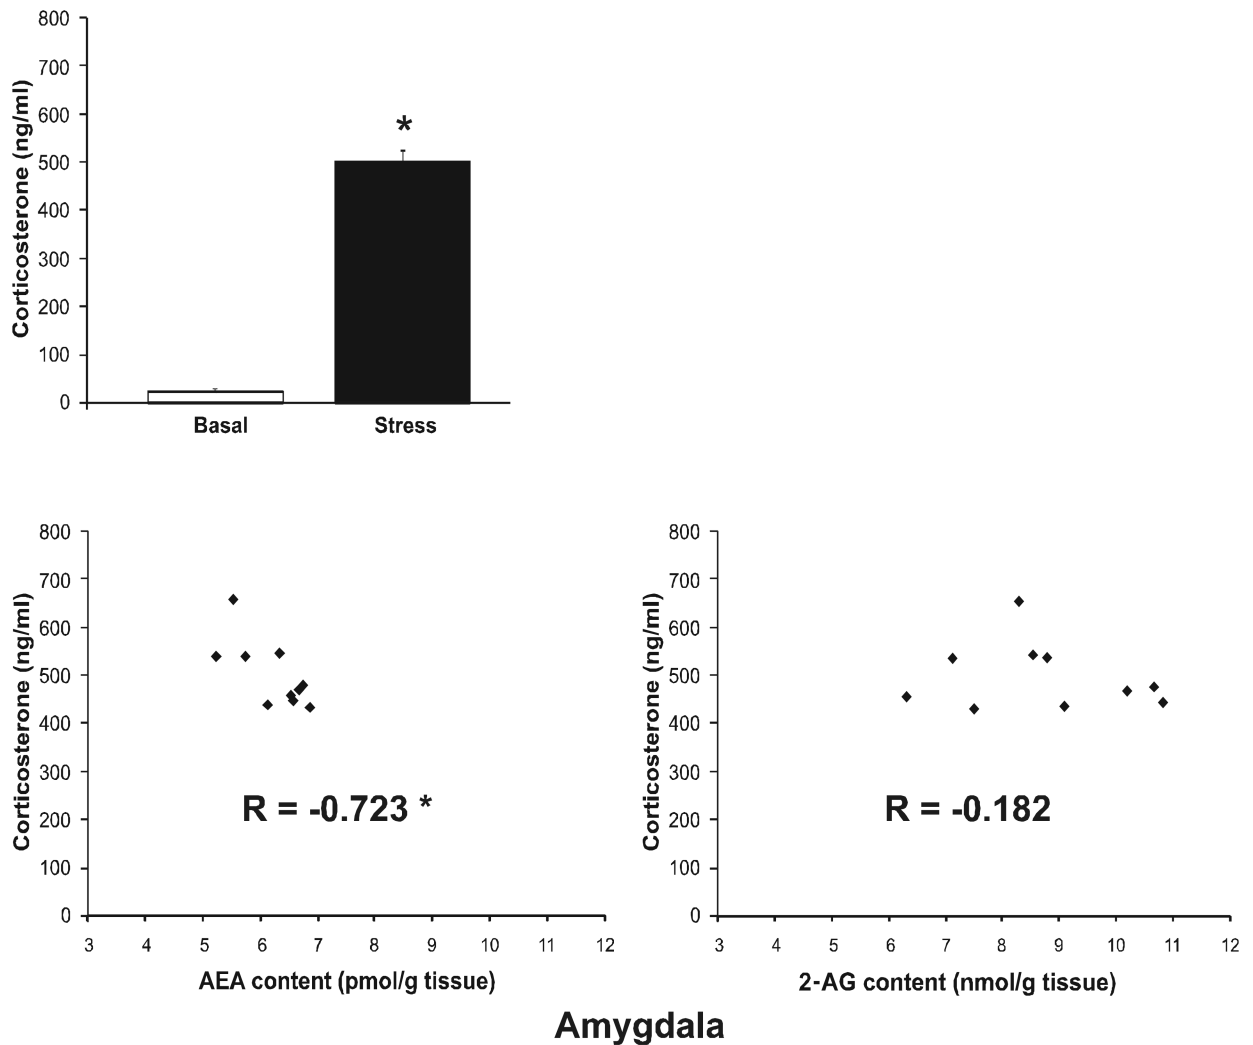 800
700
600
500
400
300
200
100
0
Corticosterone (ng/ml)
*
Basal Stress
800
700
600
500
400
300
200
100
0
Corticosterone (ng/ml)
R = -0.723 *
3 4 5 6 7 8 9 10 11 12
AEA content (pmol/g tissue)
800
700
600
500
400
300
200
100
0
Corticosterone (ng/ml)
R = -0.182
3 4 5 6 7 8 9 10 11 12
2-AG content (nmol/g tissue)
Amygdala